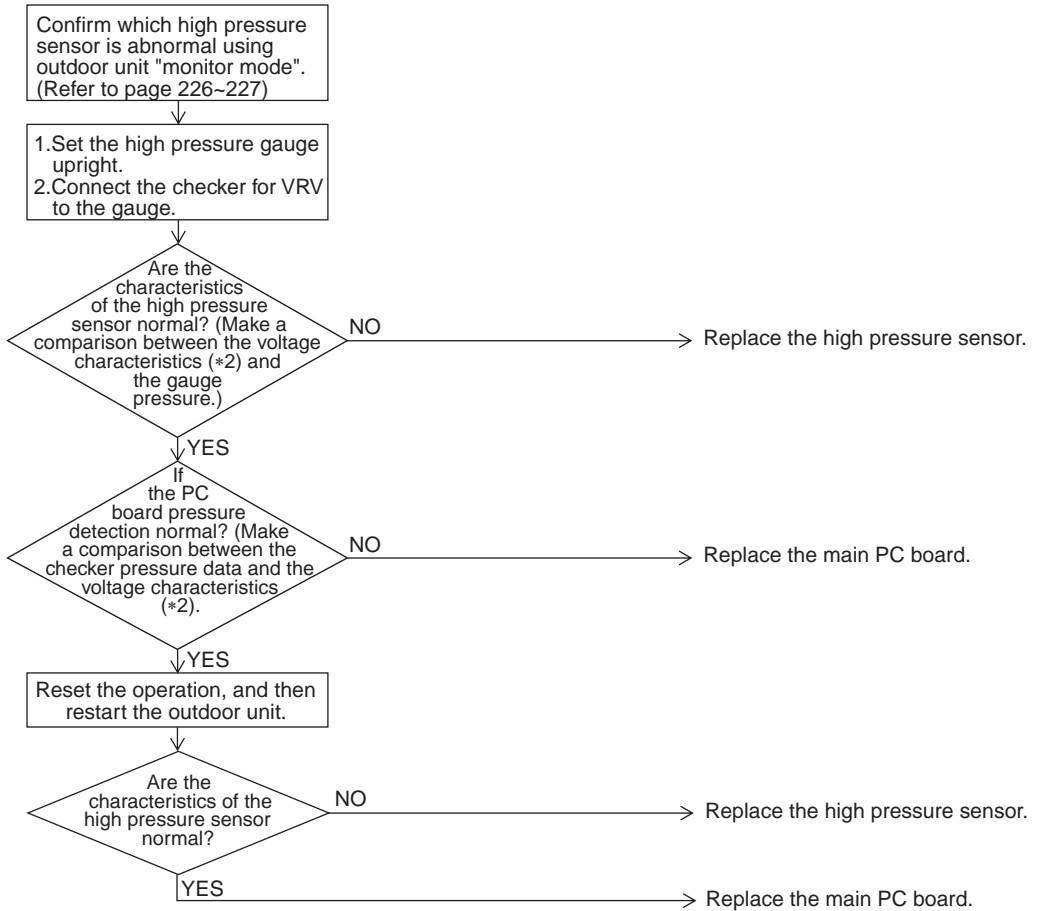 Confirm which high pressure
sensor is abnormal using
outdoor unit "monitor mode".
(Refer to page 226~227)
1.Set the high pressure gauge
upright.
2.Connect the checker for VRV
to the gauge.
Are the
characteristics
of the high pressure
sensor normal? (Make a
comparison between the voltage
characteristics (*2) and
the gauge
pressure.)
NO
Replace the high pressure sensor.
YES
If
the PC
board pressure
detection normal? (Make
a comparison between the
checker pressure data and the
voltage characteristics
(*2).
NO
Replace the main PC board.
YES
Reset the operation, and then
restart the outdoor unit.
Are the
characteristics of the
high pressure sensor
normal?
NO
Replace the high pressure sensor.
YES
Replace the main PC board.